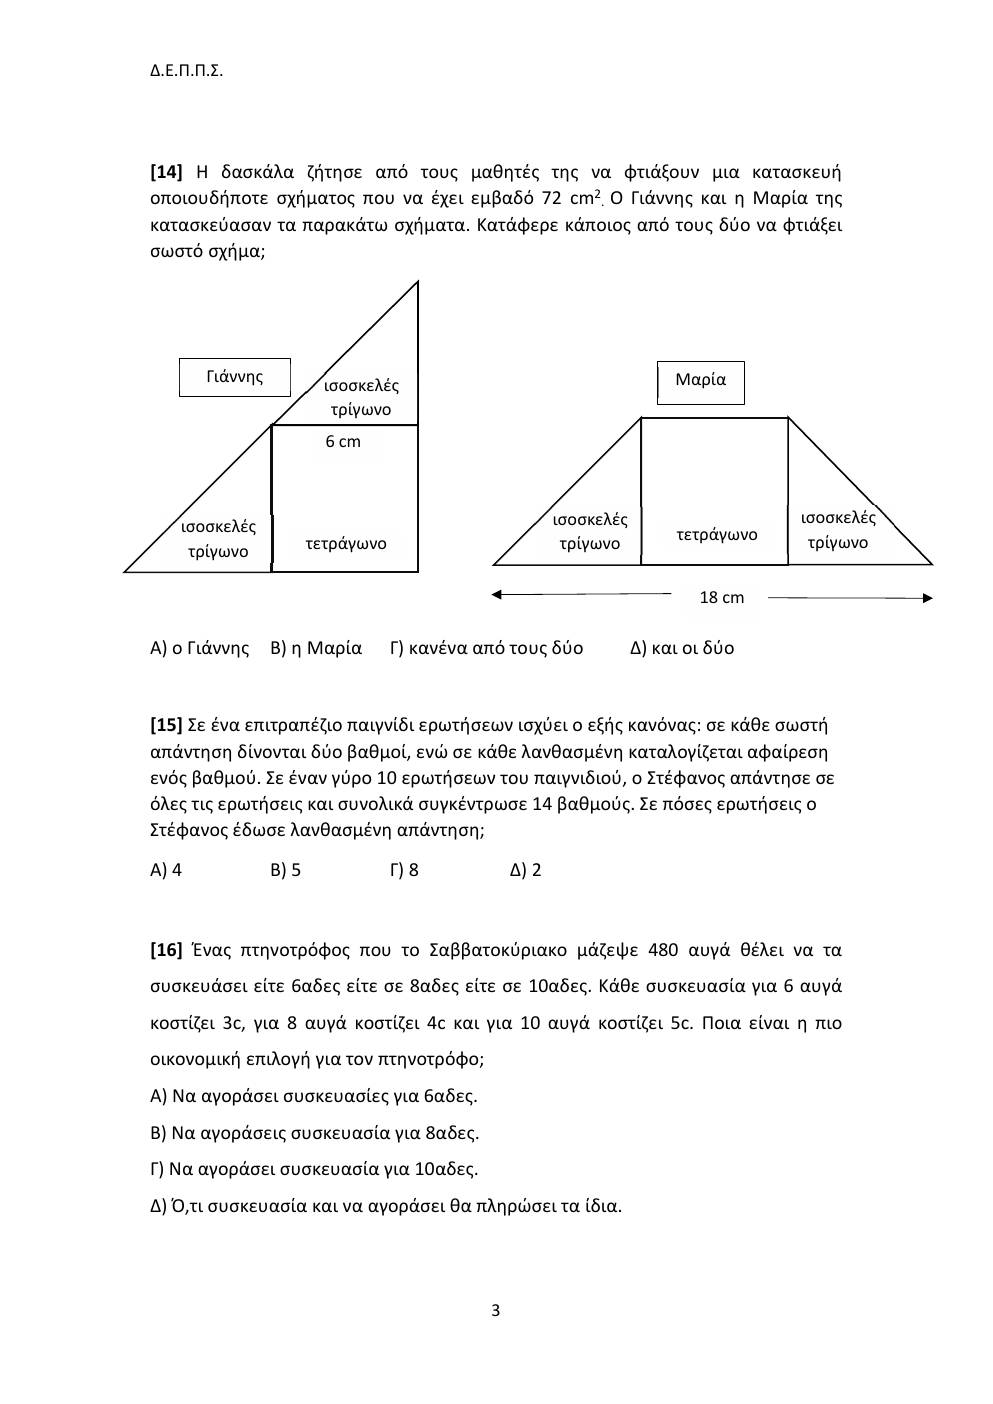 Δ.Ε.Π.Π.Σ.
[14] Η δασκάλα ζήτησε από τους μαθητές της να φτιάξουν μια κατασκευή
οποιουδήποτε σχήματος που να έχει εμβαδό 72 cm². Ο Γιάννης και η Μαρία της
κατασκεύασαν τα παρακάτω σχήματα. Κατάφερε κάποιος από τους δύο να φτιάξει
σωστό σχήμα;
Γιάννης
ισοσκελές
τρίγωνο
6 cm
ισοσκελές
τρίγωνο
τετράγωνο
Μαρία
ισοσκελές
τρίγωνο
τετράγωνο
ισοσκελές
τρίγωνο
18 cm
Α) ο Γιάννης Β) η Μαρία Γ) κανένα από τους δύο Δ) και οι δύο
[15] Σε ένα επιτραπέζιο παιγνίδι ερωτήσεων ισχύει ο εξής κανόνας: σε κάθε σωστή
απάντηση δίνονται δύο βαθμοί, ενώ σε κάθε λανθασμένη καταλογίζεται αφαίρεση
ενός βαθμού. Σε έναν γύρο 10 ερωτήσεων του παιγνιδιού, ο Στέφανος απάντησε σε
όλες τις ερωτήσεις και συνολικά συγκέντρωσε 14 βαθμούς. Σε πόσες ερωτήσεις ο
Στέφανος έδωσε λανθασμένη απάντηση;
Α) 4 Β) 5 Γ) 8 Δ) 2
[16] Ένας πτηνοτρόφος που το Σαββατοκύριακο μάζεψε 480 αυγά θέλει να τα
συσκευάσει είτε 6αδες είτε σε 8αδες είτε σε 10αδες. Κάθε συσκευασία για 6 αυγά
κοστίζει 3c, για 8 αυγά κοστίζει 4c και για 10 αυγά κοστίζει 5c. Ποια είναι η πιο
οικονομική επιλογή για τον πτηνοτρόφο;
Α) Να αγοράσει συσκευασίες για 6αδες.
Β) Να αγοράσεις συσκευασία για 8αδες.
Γ) Να αγοράσει συσκευασία για 10αδες.
Δ) Ό,τι συσκευασία και να αγοράσει θα πληρώσει τα ίδια.
3